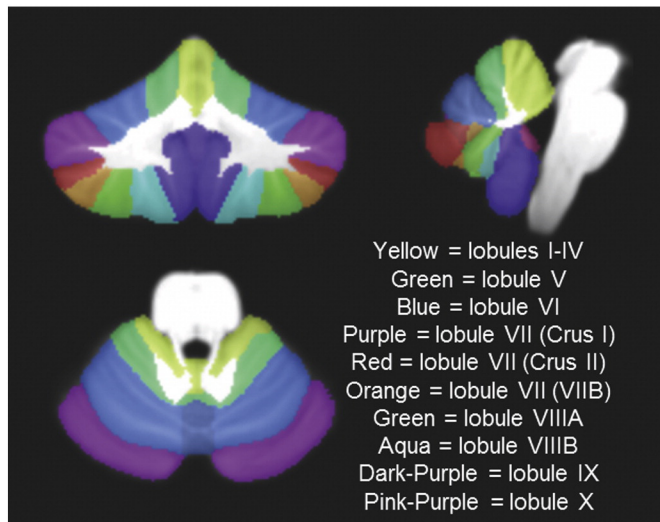 Yellow = lobules I-IV
Green = lobule V
Blue = lobule VI
Purple = lobule VII (Crus I)
Red = lobule VII (Crus II)
Orange = lobule VII (VIIB)
Green = lobule VIIIA
Aqua = lobule VIIIB
Dark-Purple = lobule IX
Pink-Purple = lobule X